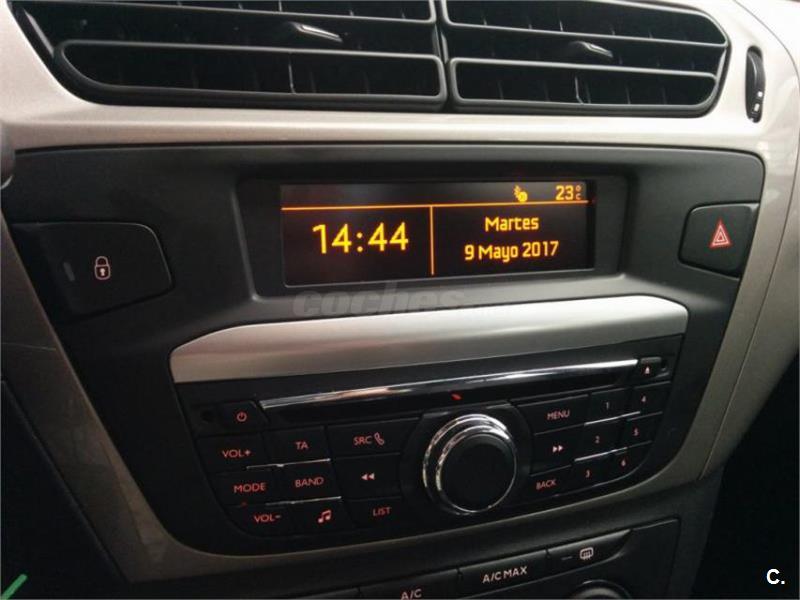 23°C
14:44
Martes
9 Mayo 2017
coches
MENU
1
4
VOL+
TA
SRC
2
5
MODE
BAND
BACK
3
6
VOL-
LIST
A/C
A/C MAX
C.